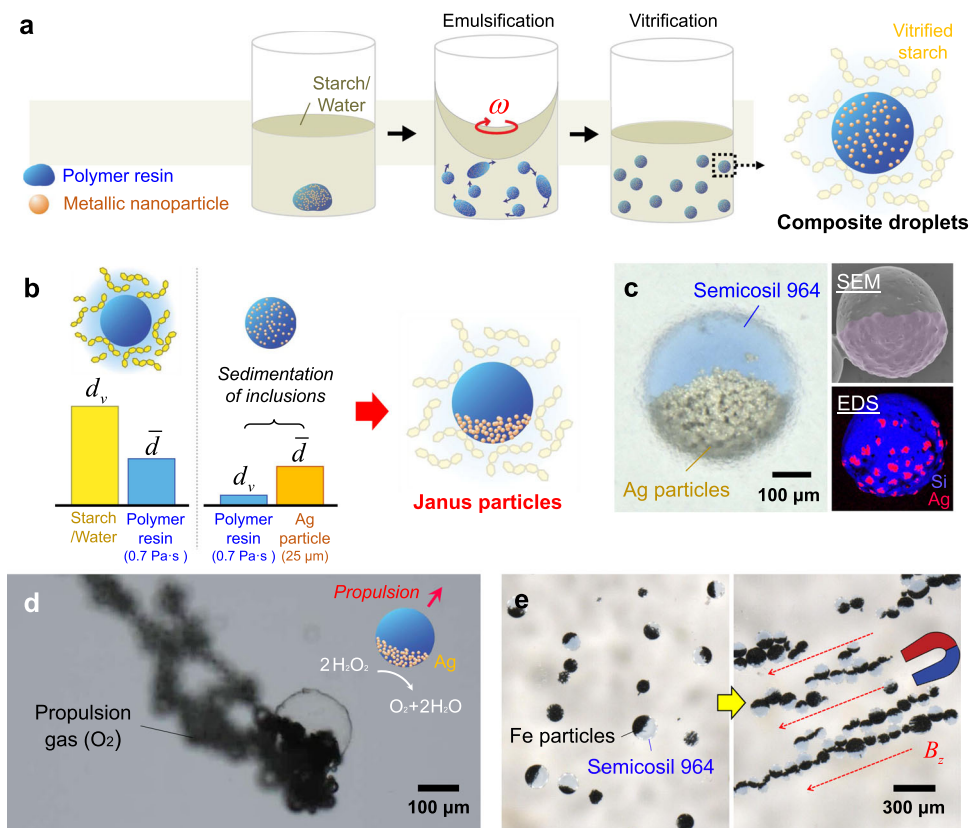 a
Emulsification
Vitrification
Vitrified
starch
Starch/
Water
ω
Polymer resin
Metallic nanoparticle
Composite droplets
b
d_v
d̅
Starch
/Water
Polymer
resin
(0.7 Pa·s )
Sedimentation
of inclusions
d_v
d̅
Polymer
resin
(0.7 Pa·s )
Ag
particle
(25 µm)
Janus particles
c
Semicosil 964
Ag particles
100 µm
SEM
EDS
Si
Ag
d
Propulsion
Ag
2H₂O₂
O₂+2H₂O
Propulsion
gas (O₂)
100 µm
e
Fe particles
Semicosil 964
B_z
300 µm